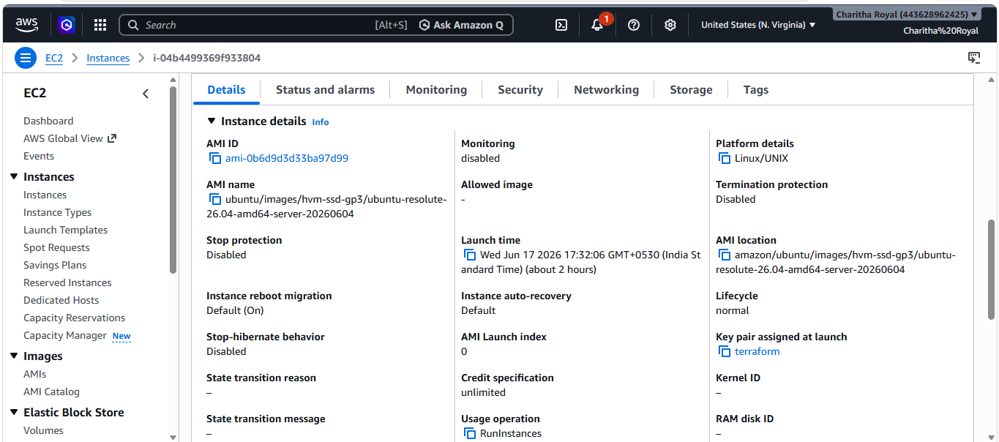 aws
Search
[Alt+S]
Ask Amazon Q
1
United States (N. Virginia) ▼
Charitha Royal (443628962425) ▼
Charitha%20Royal
EC2 > Instances > i-04b4499369f933804
EC2
Dashboard
AWS Global View
Events
Instances
Instances
Instance Types
Launch Templates
Spot Requests
Savings Plans
Reserved Instances
Dedicated Hosts
Capacity Reservations
Capacity Manager New
Images
AMIs
AMI Catalog
Elastic Block Store
Volumes
Details
Status and alarms
Monitoring
Security
Networking
Storage
Tags
Instance details Info
AMI ID
ami-0b6d9d3d33ba97d99
Monitoring
disabled
Platform details
Linux/UNIX
AMI name
ubuntu/images/hvm-ssd-gp3/ubuntu-resolute-
26.04-amd64-server-20260604
Allowed image
-
Termination protection
Disabled
Stop protection
Disabled
Launch time
Wed Jun 17 2026 17:32:06 GMT+0530 (India St
andard Time) (about 2 hours)
AMI location
amazon/ubuntu/images/hvm-ssd-gp3/ubuntu-
resolute-26.04-amd64-server-20260604
Instance reboot migration
Default (On)
Instance auto-recovery
Default
Lifecycle
normal
Stop-hibernate behavior
Disabled
AMI Launch index
0
Key pair assigned at launch
terraform
State transition reason
–
Credit specification
unlimited
Kernel ID
–
State transition message
–
Usage operation
RunInstances
RAM disk ID
–